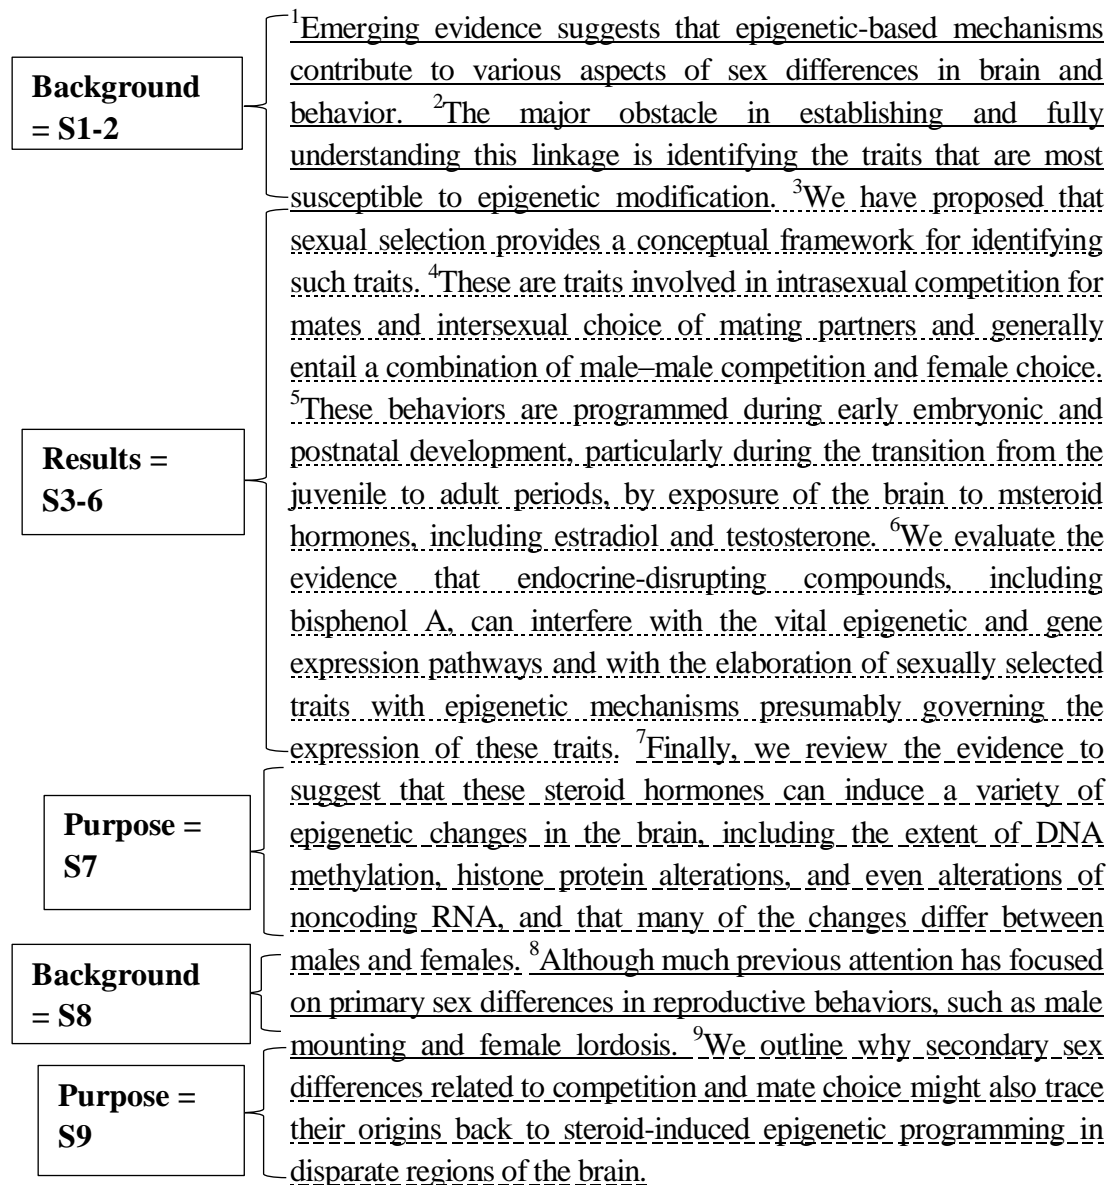 ¹Emerging evidence suggests that epigenetic-based mechanisms
contribute to various aspects of sex differences in brain and
behavior. ²The major obstacle in establishing and fully
understanding this linkage is identifying the traits that are most
susceptible to epigenetic modification. ³We have proposed that
sexual selection provides a conceptual framework for identifying
such traits. ⁴These are traits involved in intrasexual competition for
mates and intersexual choice of mating partners and generally
entail a combination of male–male competition and female choice.
⁵These behaviors are programmed during early embryonic and
postnatal development, particularly during the transition from the
juvenile to adult periods, by exposure of the brain to msteroid
hormones, including estradiol and testosterone. ⁶We evaluate the
evidence that endocrine-disrupting compounds, including
bisphenol A, can interfere with the vital epigenetic and gene
expression pathways and with the elaboration of sexually selected
traits with epigenetic mechanisms presumably governing the
expression of these traits. ⁷Finally, we review the evidence to
suggest that these steroid hormones can induce a variety of
epigenetic changes in the brain, including the extent of DNA
methylation, histone protein alterations, and even alterations of
noncoding RNA, and that many of the changes differ between
males and females. ⁸Although much previous attention has focused
on primary sex differences in reproductive behaviors, such as male
mounting and female lordosis. ⁹We outline why secondary sex
differences related to competition and mate choice might also trace
their origins back to steroid-induced epigenetic programming in
disparate regions of the brain.
Background
= S1-2
Results =
S3-6
Purpose =
S7
Background
= S8
Purpose =
S9